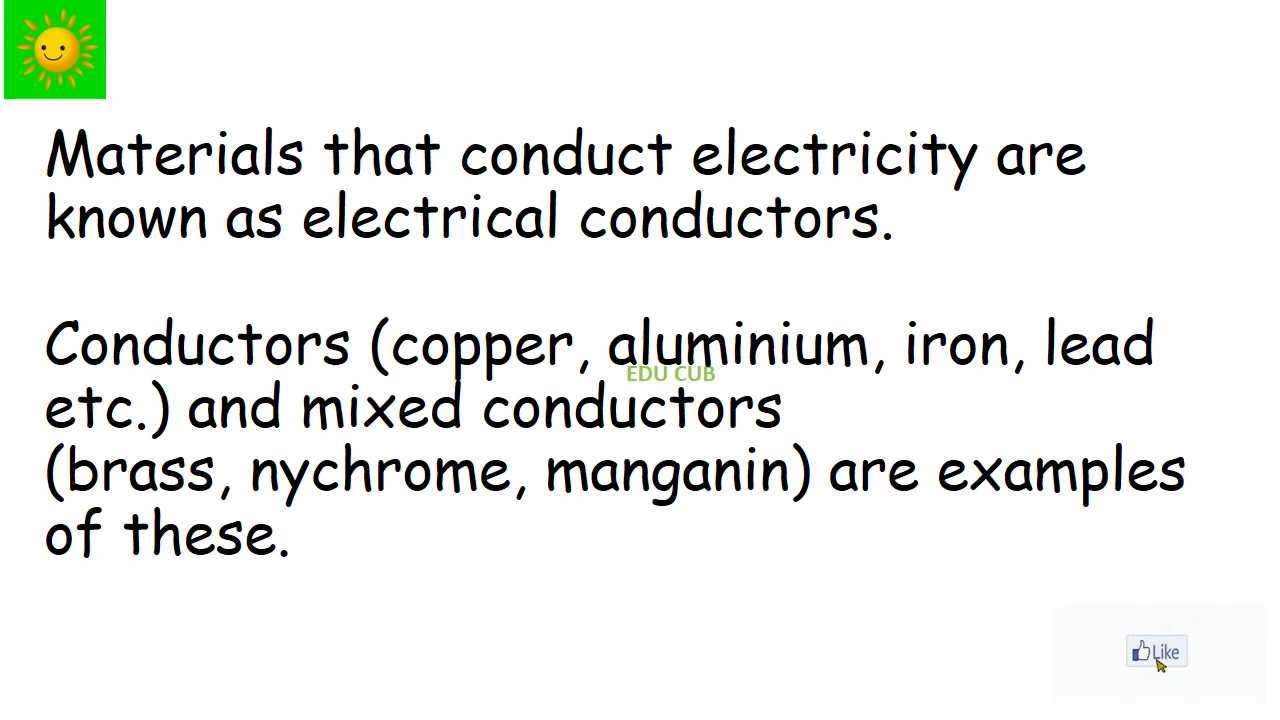 Materials that conduct electricity are
known as electrical conductors.
Conductors (copper, aluminium, iron, lead
EDU CUB
etc.) and mixed conductors
(brass, nychrome, manganin) are examples
of these.
Like